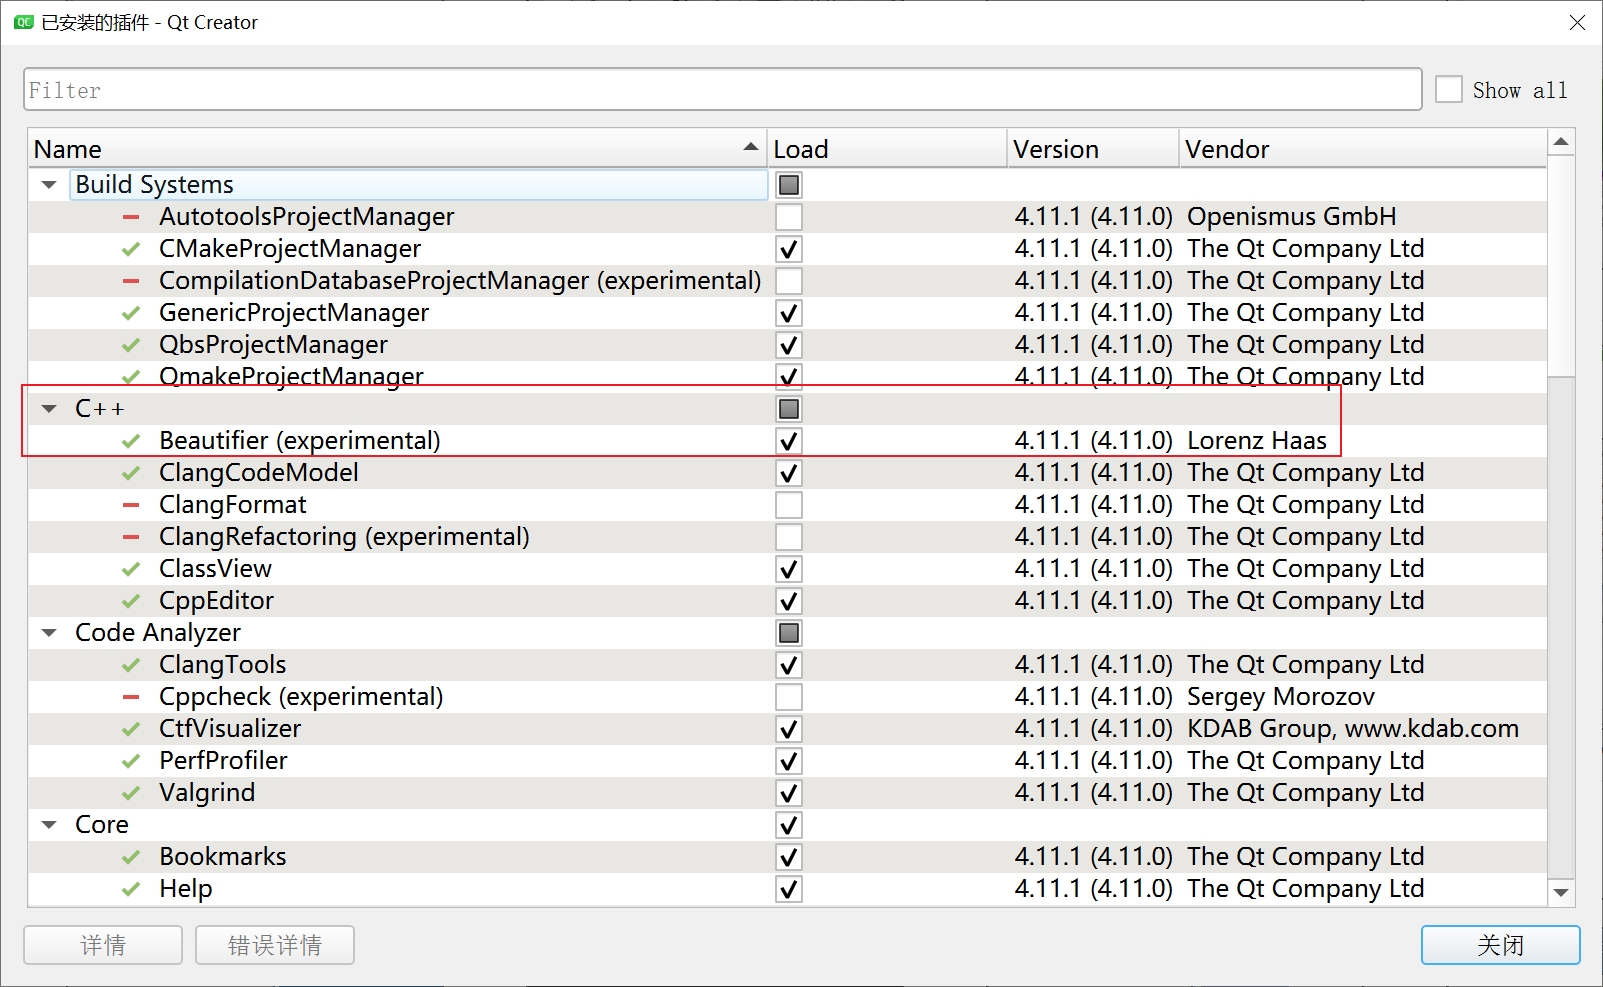 QC 已安装的插件 - Qt Creator
Filter Show all
Name Load Version Vendor
Build Systems
AutotoolsProjectManager 4.11.1 (4.11.0) Openismus GmbH
CMakeProjectManager 4.11.1 (4.11.0) The Qt Company Ltd
CompilationDatabaseProjectManager (experimental) 4.11.1 (4.11.0) The Qt Company Ltd
GenericProjectManager 4.11.1 (4.11.0) The Qt Company Ltd
QbsProjectManager 4.11.1 (4.11.0) The Qt Company Ltd
QmakeProjectManager 4.11.1 (4.11.0) The Qt Company Ltd
C++
Beautifier (experimental) 4.11.1 (4.11.0) Lorenz Haas
ClangCodeModel 4.11.1 (4.11.0) The Qt Company Ltd
ClangFormat 4.11.1 (4.11.0) The Qt Company Ltd
ClangRefactoring (experimental) 4.11.1 (4.11.0) The Qt Company Ltd
ClassView 4.11.1 (4.11.0) The Qt Company Ltd
CppEditor 4.11.1 (4.11.0) The Qt Company Ltd
Code Analyzer
ClangTools 4.11.1 (4.11.0) The Qt Company Ltd
Cppcheck (experimental) 4.11.1 (4.11.0) Sergey Morozov
CtfVisualizer 4.11.1 (4.11.0) KDAB Group, www.kdab.com
PerfProfiler 4.11.1 (4.11.0) The Qt Company Ltd
Valgrind 4.11.1 (4.11.0) The Qt Company Ltd
Core
Bookmarks 4.11.1 (4.11.0) The Qt Company Ltd
Help 4.11.1 (4.11.0) The Qt Company Ltd
详情 错误详情 关闭